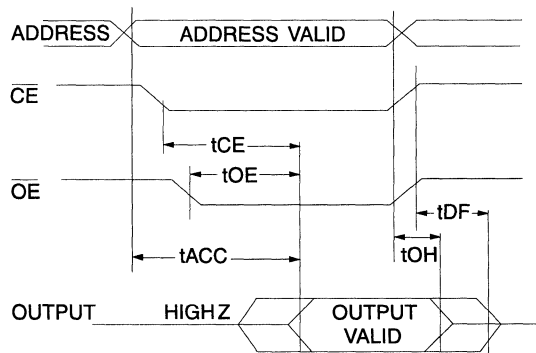 ADDRESS
ADDRESS VALID
CE
tCE
tOE
OE
tDF
tACC
tOH
OUTPUT
HIGH Z
OUTPUT
VALID